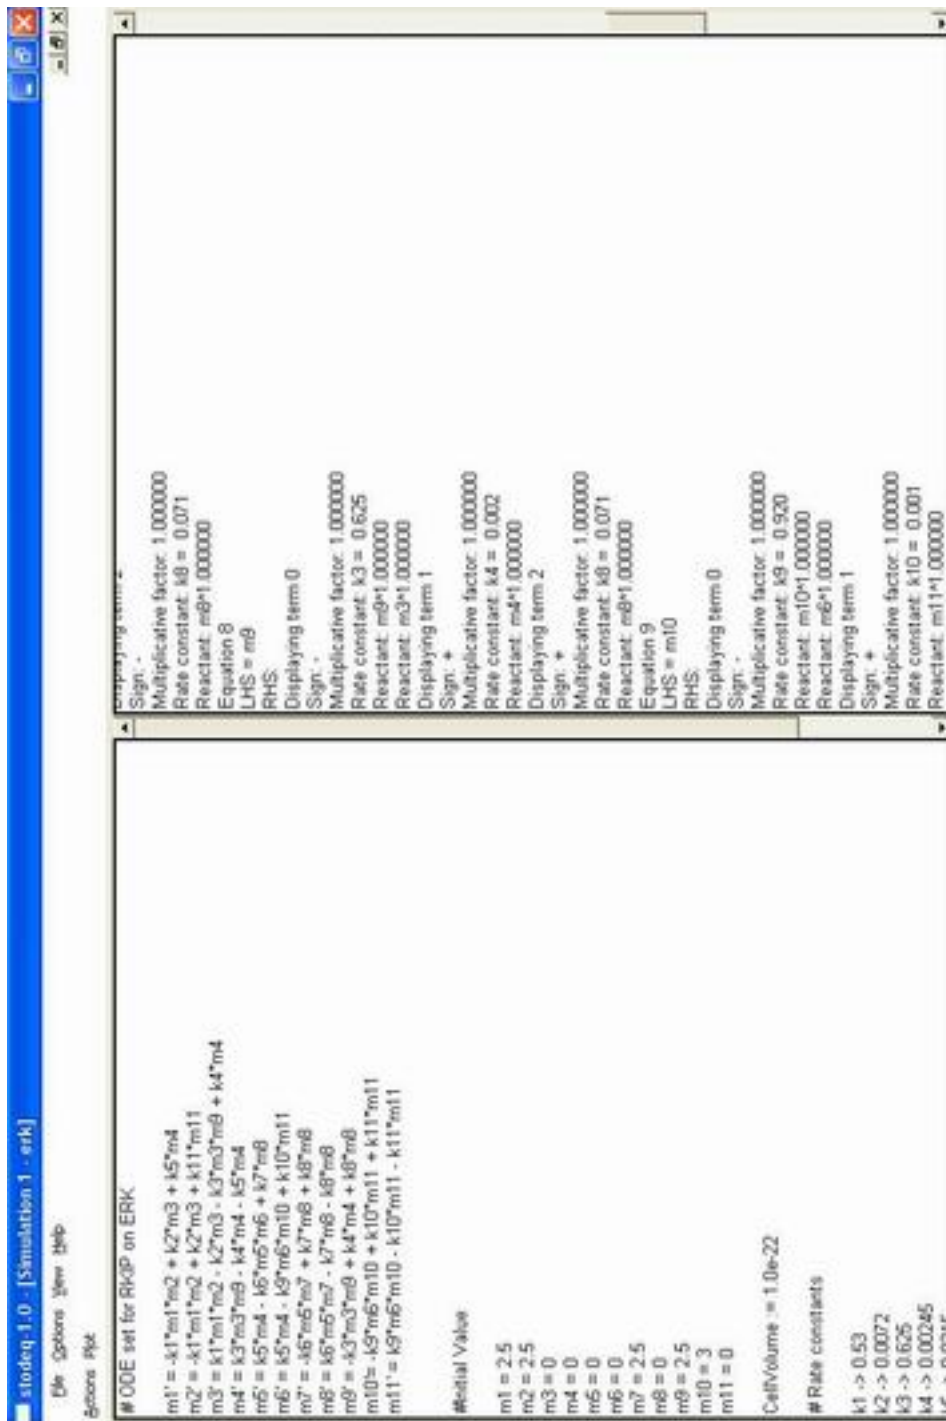 stodeq-1.0 - [Simulation 1 - erk]
File Options View Help
Actions Plot
# ODE set for RKIP on ERK
m1' = -k1*m1*m2 + k2*m3 + k5*m4
m2' = -k1*m1*m2 + k2*m3 + k11*m11
m3' = k1*m1*m2 - k2*m3 - k3*m3*m9 + k4*m4
m4' = k3*m3*m9 - k4*m4 - k5*m4
m5' = k5*m4 - k6*m5*m6 + k7*m8
m6' = k5*m4 - k9*m6*m10 + k10*m11
m7' = -k6*m5*m7 + k7*m8 + k8*m8
m8' = k6*m5*m7 - k7*m8 - k8*m8
m9' = -k3*m3*m9 + k4*m4 + k8*m8
m10'= -k9*m6*m10 + k10*m11 + k11*m11
m11' = k9*m6*m10 - k10*m11 - k11*m11
#Initial Value
m1 = 2.5
m2 = 2.5
m3 = 0
m4 = 0
m5 = 0
m6 = 0
m7 = 2.5
m8 = 0
m9 = 2.5
m10 = 3
m11 = 0
CellVolume := 1.0e-22
# Rate constants
k1 -> 0.53
k2 -> 0.0072
k3 -> 0.625
k4 -> 0.00245
Displaying term 2
Sign: -
Multiplicative factor: 1.000000
Rate constant: k8 = 0.071
Reactant: m8^1.000000
Equation 8
LHS = m9
RHS:
Displaying term 0
Sign: -
Multiplicative factor: 1.000000
Rate constant: k3 = 0.625
Reactant: m9^1.000000
Reactant: m3^1.000000
Displaying term 1
Sign: +
Multiplicative factor: 1.000000
Rate constant: k4 = 0.002
Reactant: m4^1.000000
Displaying term 2
Sign: +
Multiplicative factor: 1.000000
Rate constant: k8 = 0.071
Reactant: m8^1.000000
Equation 9
LHS = m10
RHS:
Displaying term 0
Sign: -
Multiplicative factor: 1.000000
Rate constant: k9 = 0.920
Reactant: m10^1.000000
Reactant: m6^1.000000
Displaying term 1
Sign: +
Multiplicative factor: 1.000000
Rate constant: k10 = 0.001
Reactant: m11^1.000000